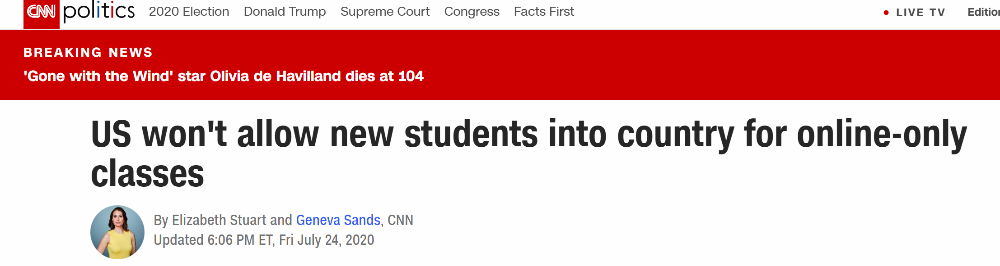 CNN politics 2020 Election Donald Trump Supreme Court Congress Facts First LIVE TV
BREAKING NEWS
'Gone with the Wind' star Olivia de Havilland dies at 104
US won't allow new students into country for online-only
classes
By Elizabeth Stuart and Geneva Sands, CNN
Updated 6:06 PM ET, Fri July 24, 2020